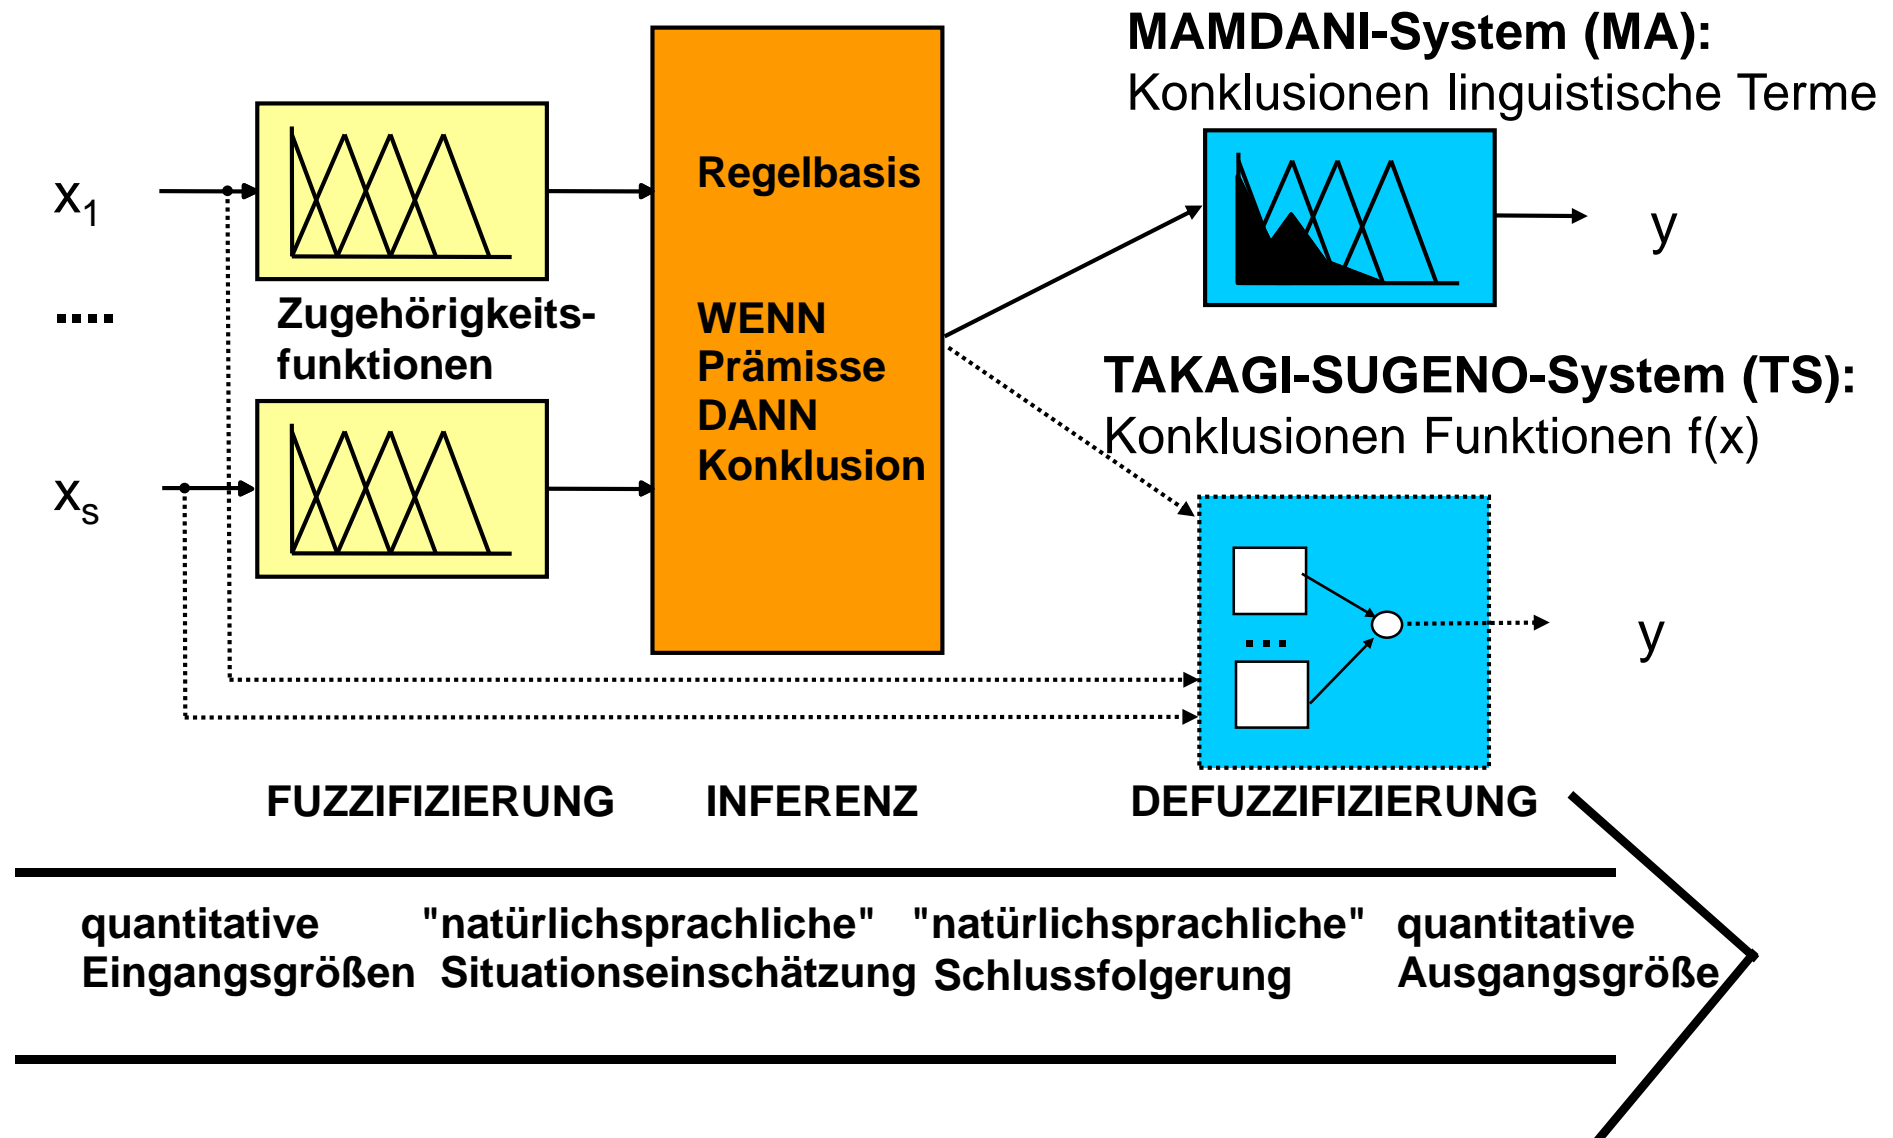 MAMDANI-System (MA):
Konklusionen linguistische Terme
x1
....
xs
Zugehörigkeits-
funktionen
Regelbasis
WENN
Prämisse
DANN
Konklusion
y
TAKAGI-SUGENO-System (TS):
Konklusionen Funktionen f(x)
...
y
FUZZIFIZIERUNG
INFERENZ
DEFUZZIFIZIERUNG
quantitative
Eingangsgrößen
"natürlichsprachliche"
Situationseinschätzung
"natürlichsprachliche"
Schlussfolgerung
quantitative
Ausgangsgröße